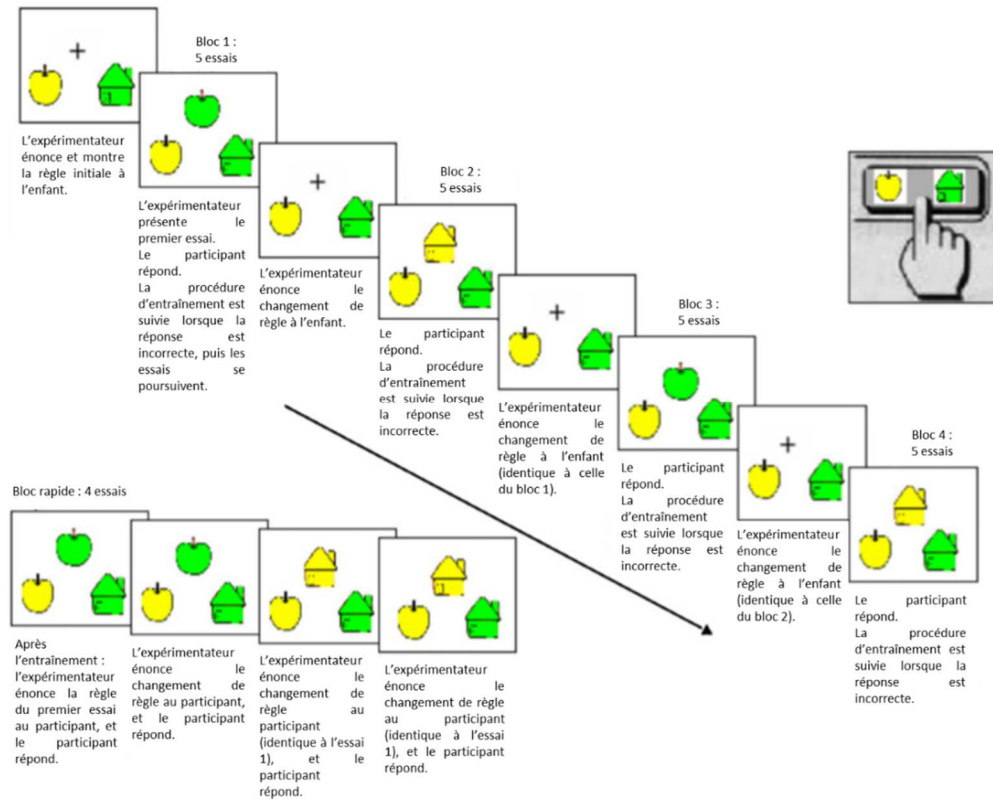 Bloc 1 :
5 essais
L'expérimentateur
énonce et montre
la règle initiale à
l'enfant.
L'expérimentateur
présente le
premier essai.
Le participant
répond.
La procédure
d'entraînement est
suivie lorsque la
réponse est
incorrecte, puis les
essais se
poursuivent.
L'expérimentateur
énonce le
changement de
règle à l'enfant.
Bloc 2 :
5 essais
Le participant
répond.
La procédure
d'entraînement
est suivie lorsque
la réponse est
incorrecte.
L'expérimentateur
énonce le
changement de
règle à l'enfant
(identique à celle
du bloc 1).
Bloc 3 :
5 essais
Le participant
répond.
La procédure
d'entraînement
est suivie lorsque
la réponse est
incorrecte.
L'expérimentateur
énonce le
changement de
règle à l'enfant
(identique à celle
du bloc 2).
Bloc 4 :
5 essais
Le participant
répond.
La procédure
d'entraînement est
suivie lorsque la
réponse est
incorrecte.
Bloc rapide : 4 essais
Après
l'entraînement :
l'expérimentateur
énonce la règle
du premier essai
au participant, et
le participant
répond.
L'expérimentateur
énonce le
changement de
règle au participant,
et le participant
répond.
L'expérimentateur
énonce le
changement de
règle au
participant
(identique à l'essai
1), et le
participant
répond.
L'expérimentateur
énonce le
changement de règle
au participant
(identique à l'essai
1), et le participant
répond.